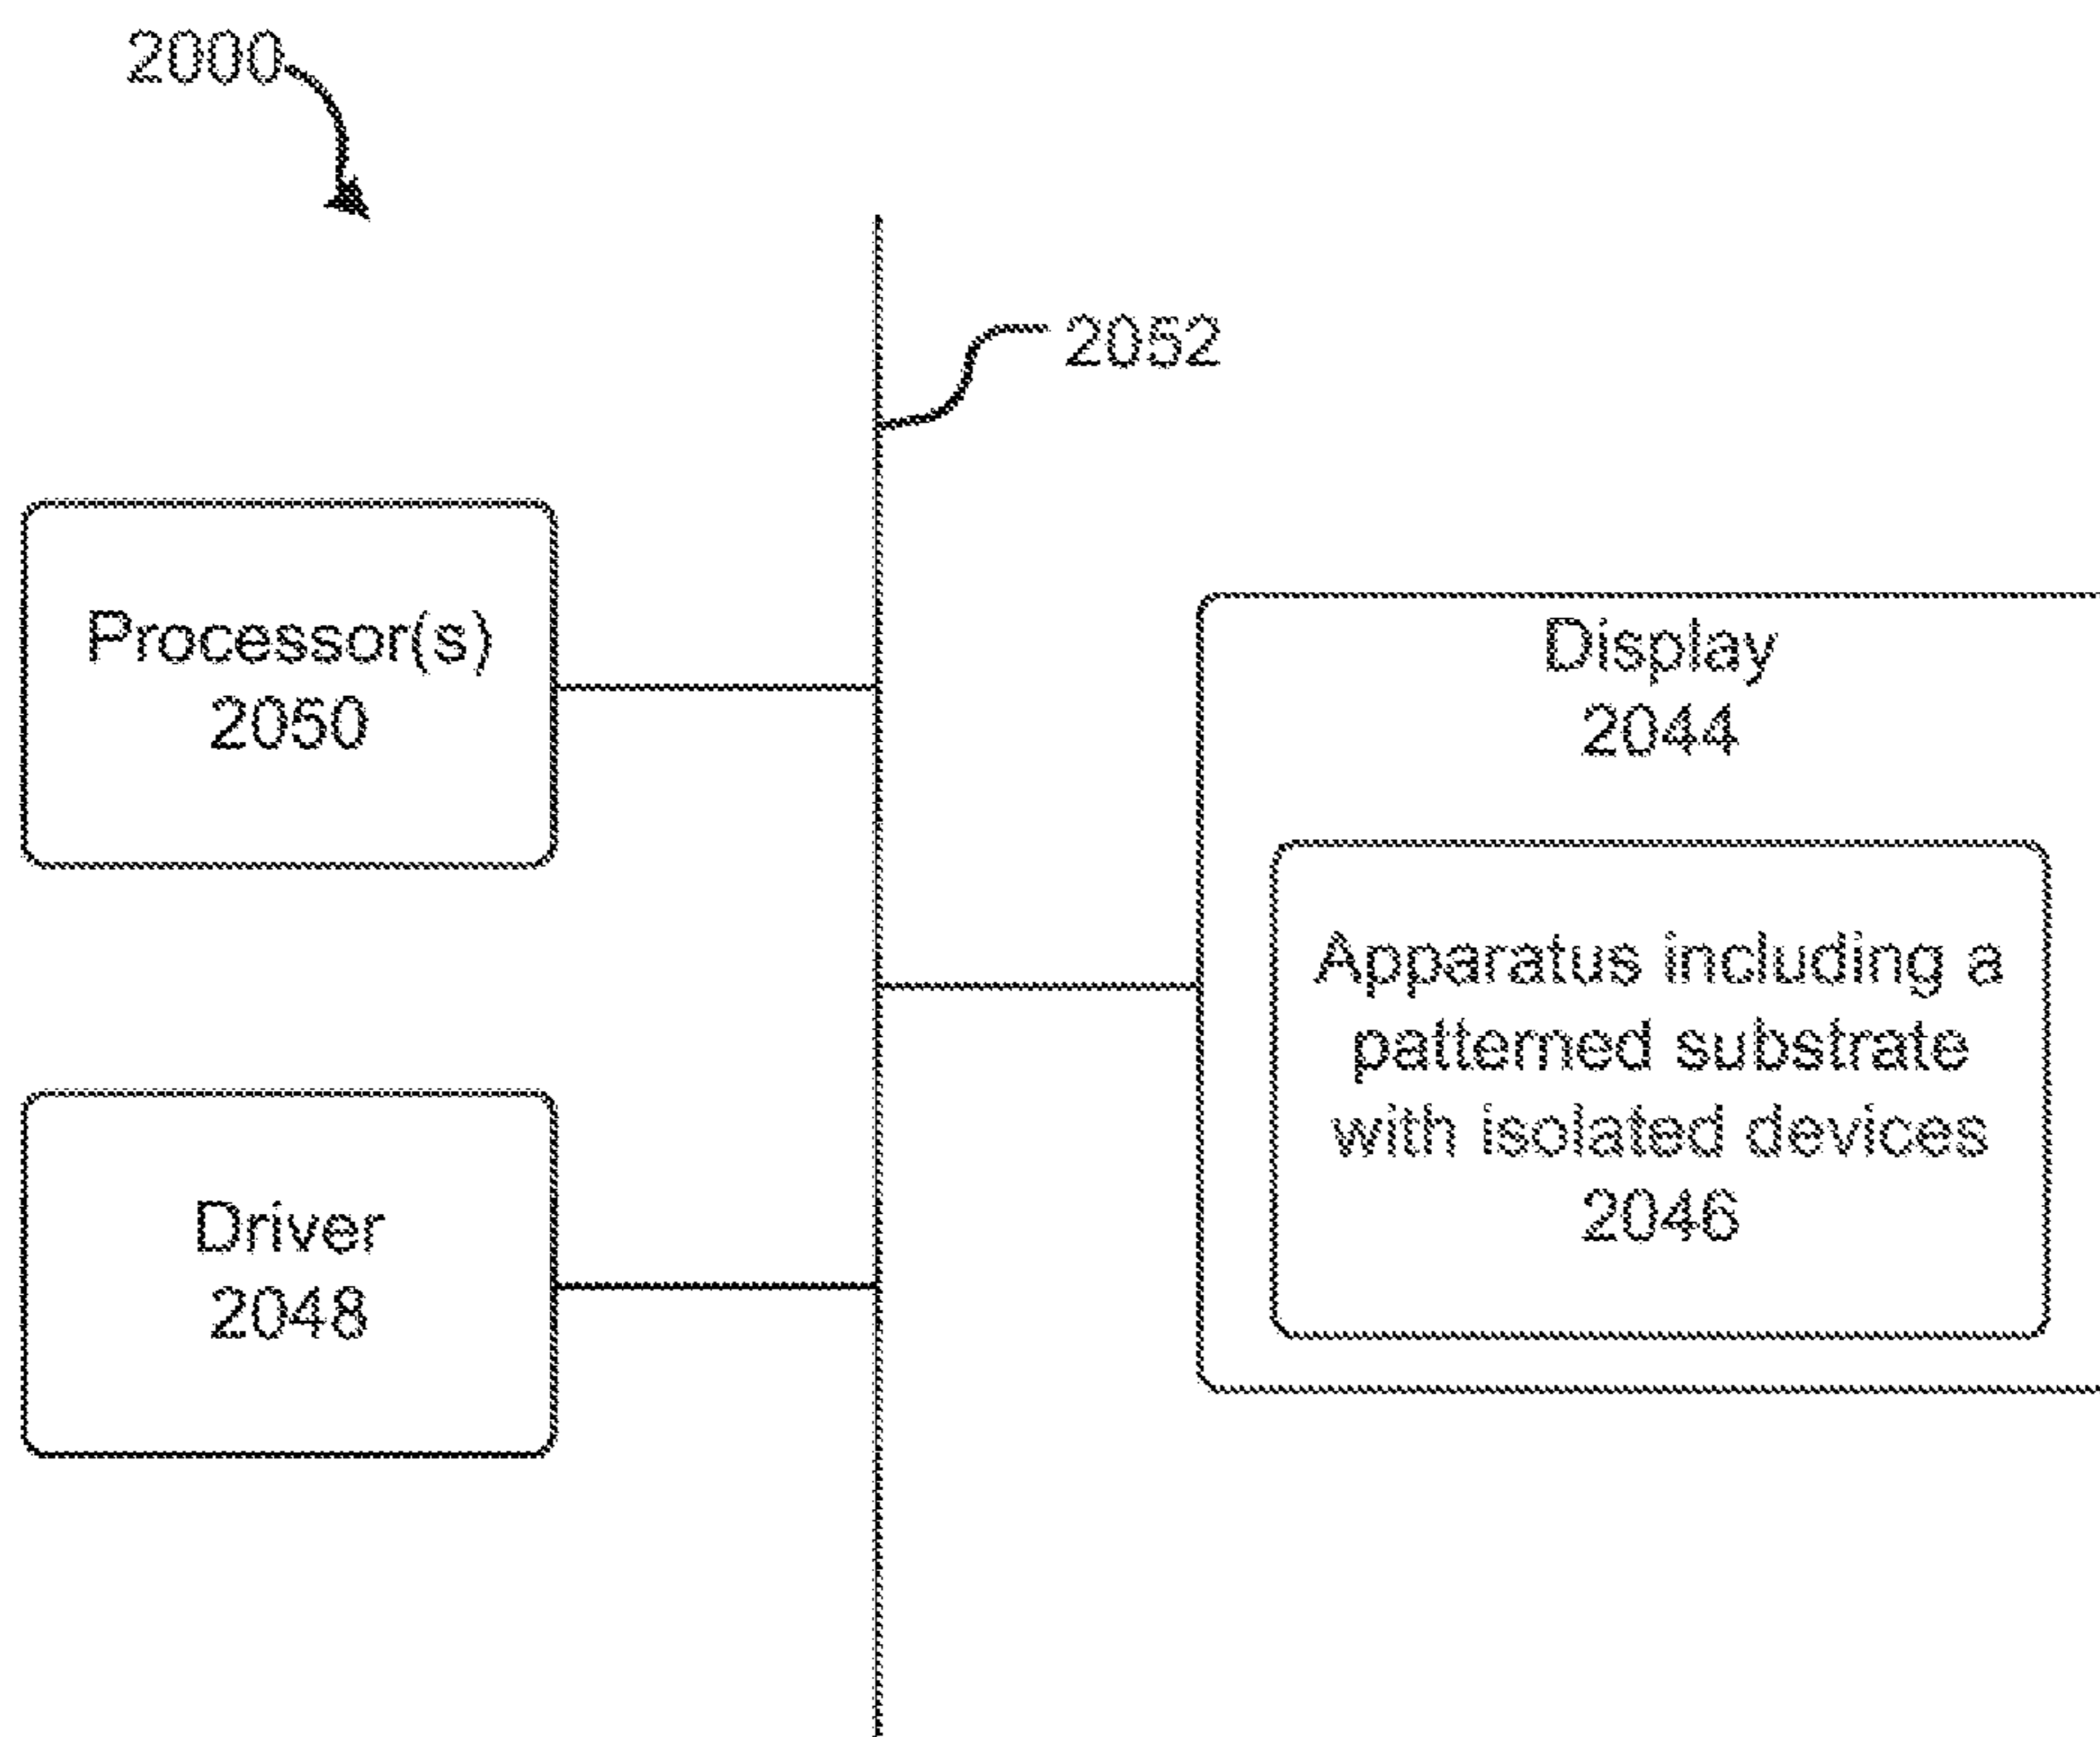 2000
2052
Processor(s)
2050
Display
2044
Apparatus including a
patterned substrate
with isolated devices
2046
Driver
2048